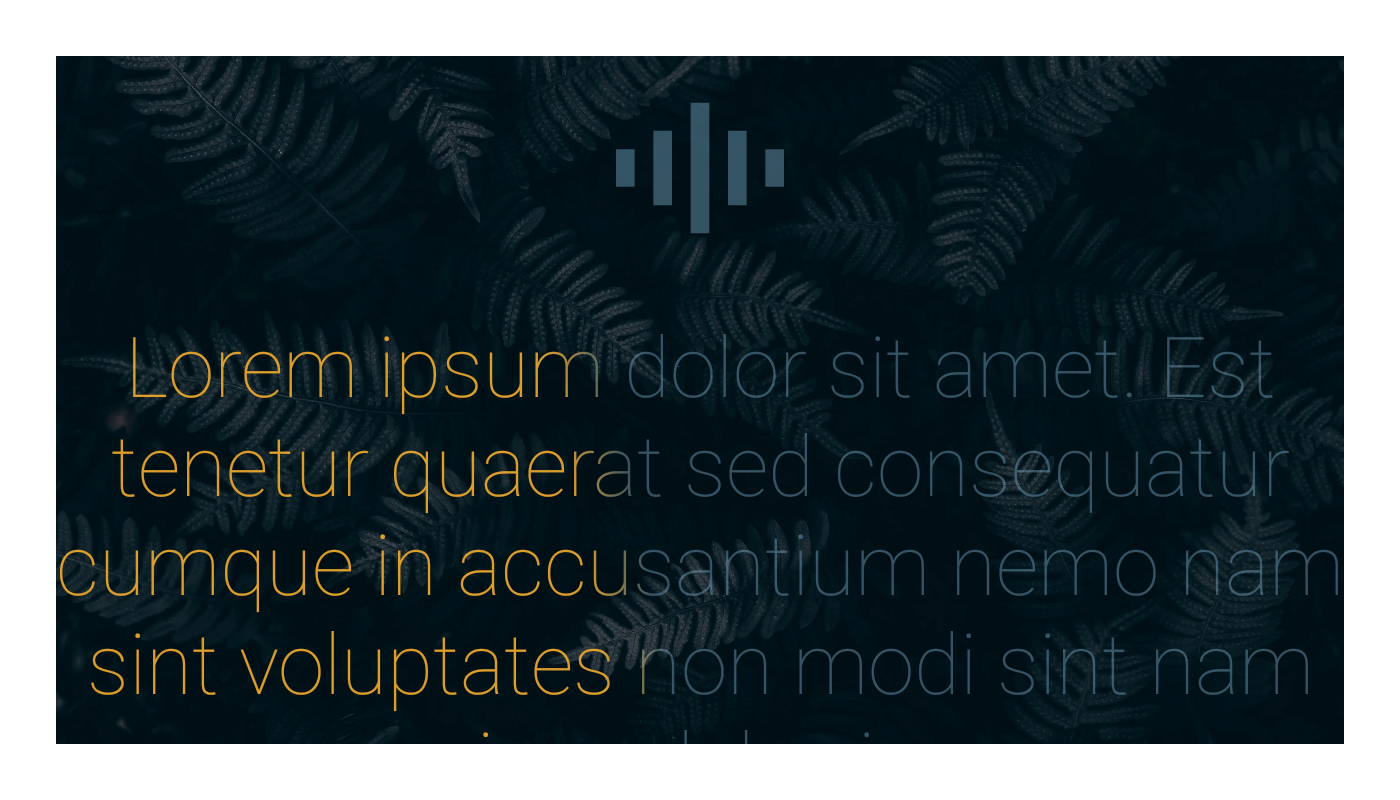 Lorem ipsum dolor sit amet. Est
tenetur quaerat sed consequatur
cumque in accusantium nemo nam
sint voluptates non modi sint nam